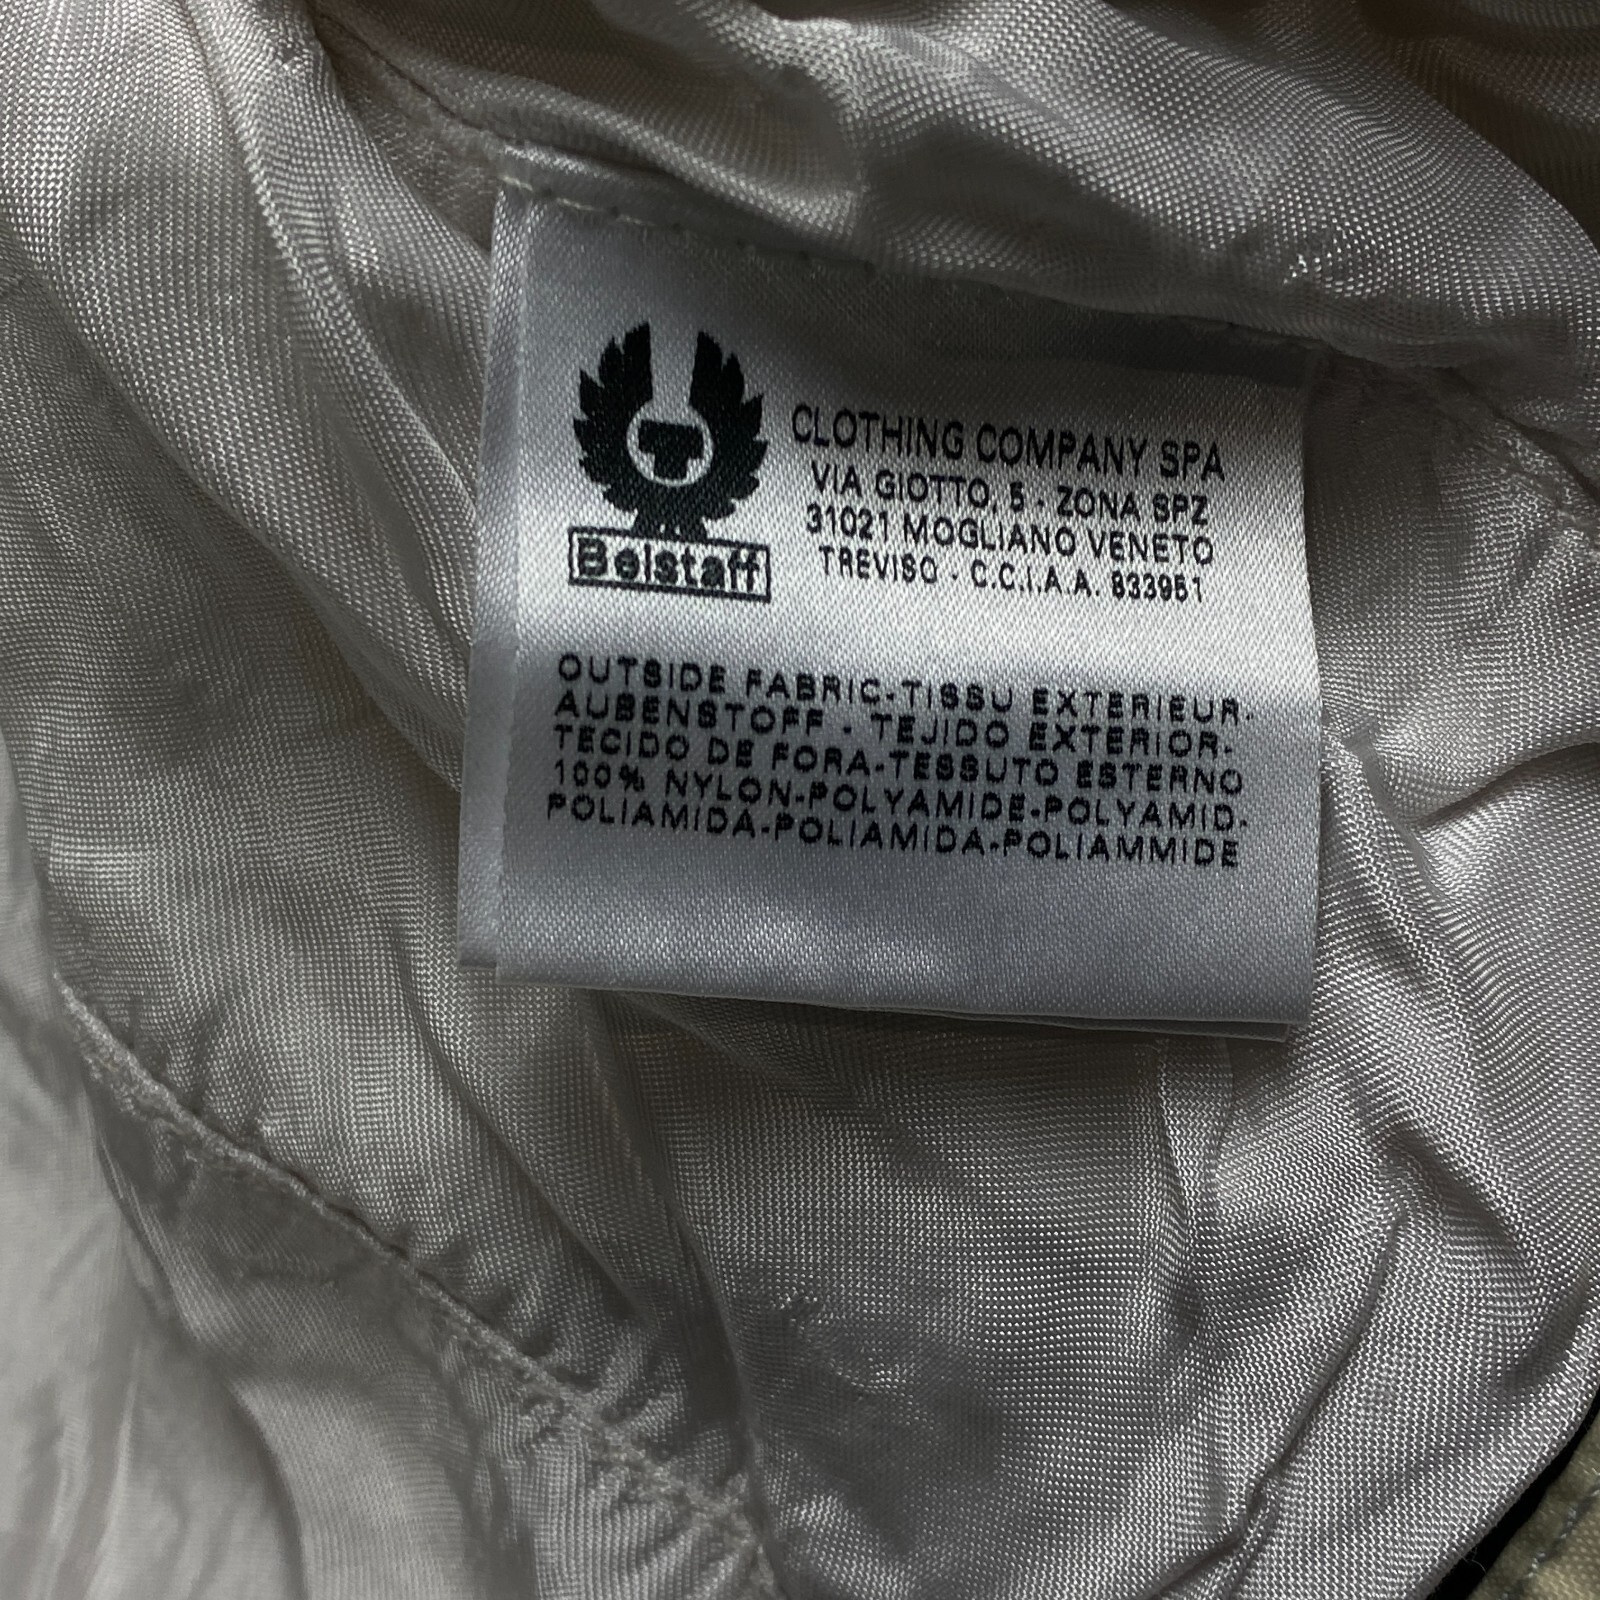 Belstaff
CLOTHING COMPANY SPA
VIA GIOTTO, 5 - ZONA SPZ
31021 MOGLIANO VENETO
TREVISO - C.C.I.A.A. 833951
OUTSIDE FABRIC-TISSU EXTERIEUR-
AUBENSTOFF - TEJIDO EXTERIOR-
TECIDO DE FORA-TESSUTO ESTERNO
100% NYLON-POLYAMIDE-POLYAMID-
POLIAMIDA-POLIAMIDA-POLIAMMIDE